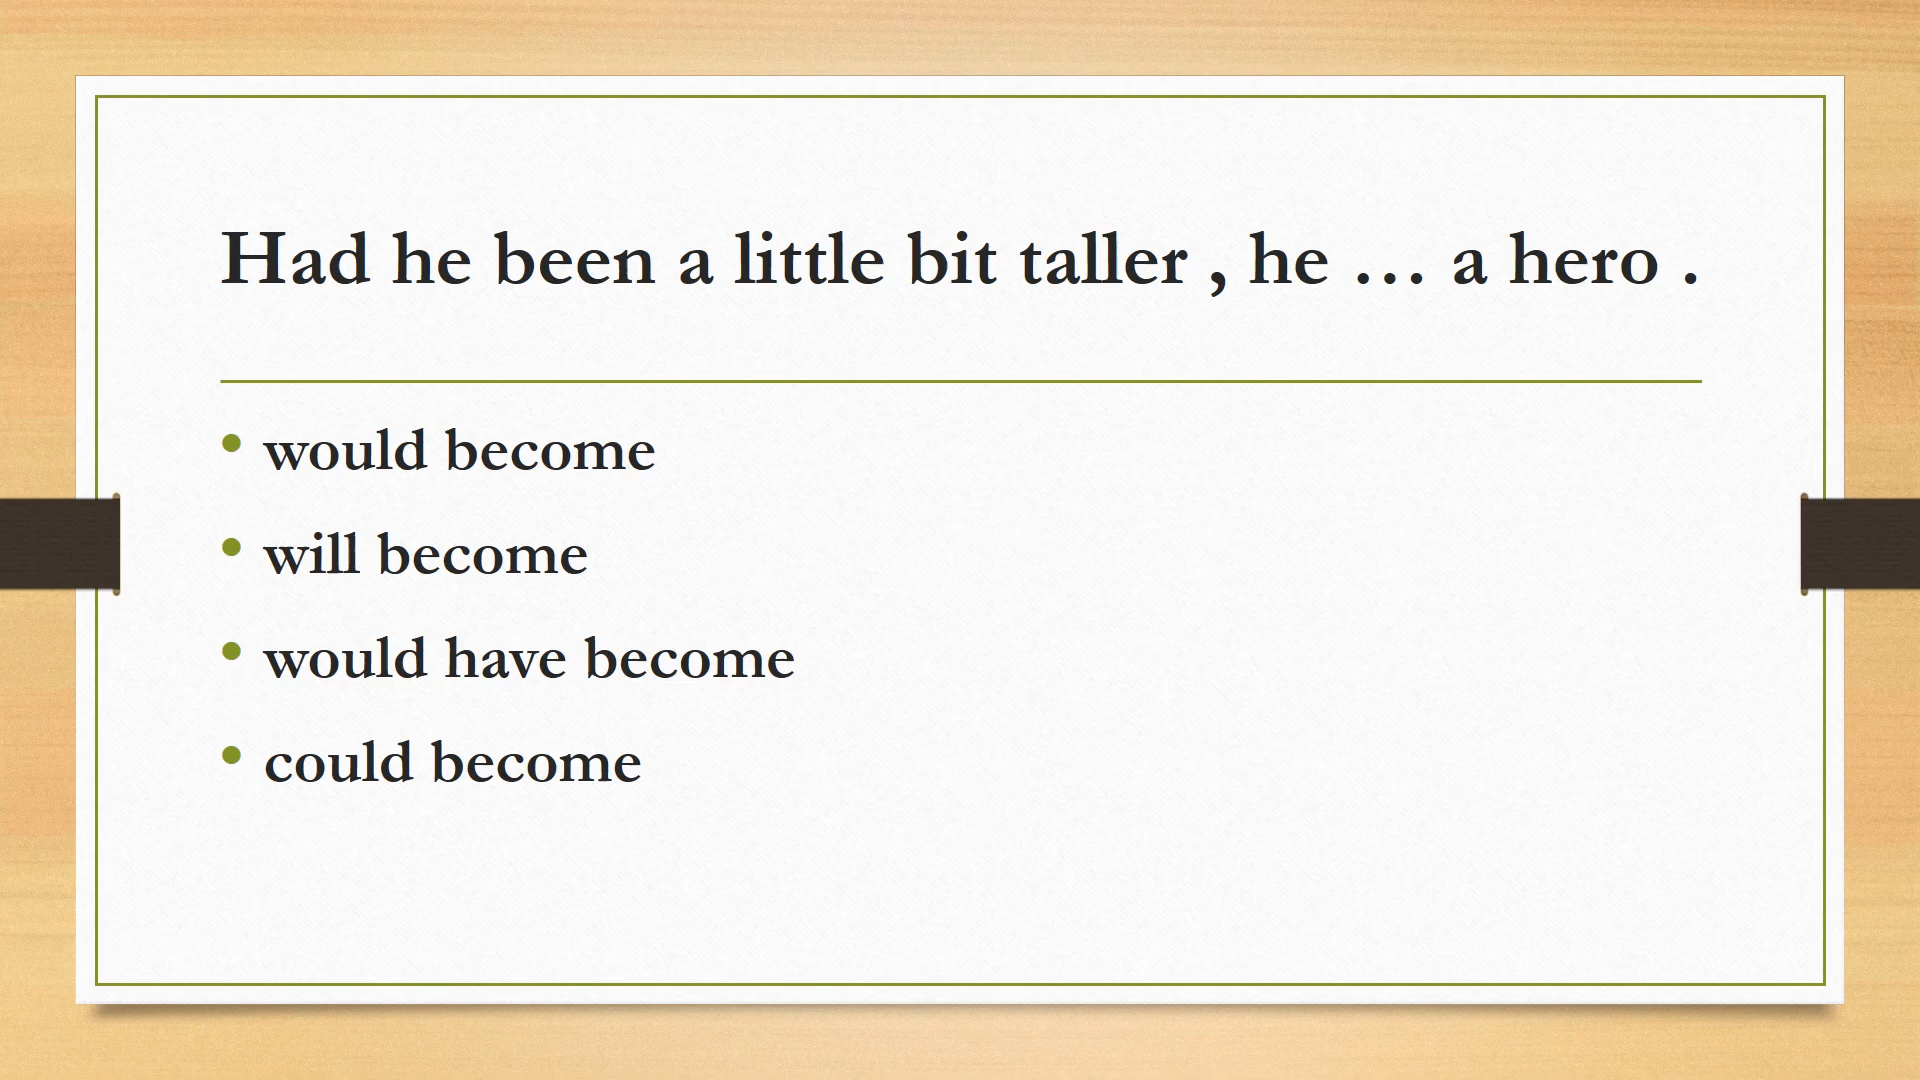 Had he been a little bit taller , he … a hero .
• would become
• will become
• would have become
• could become